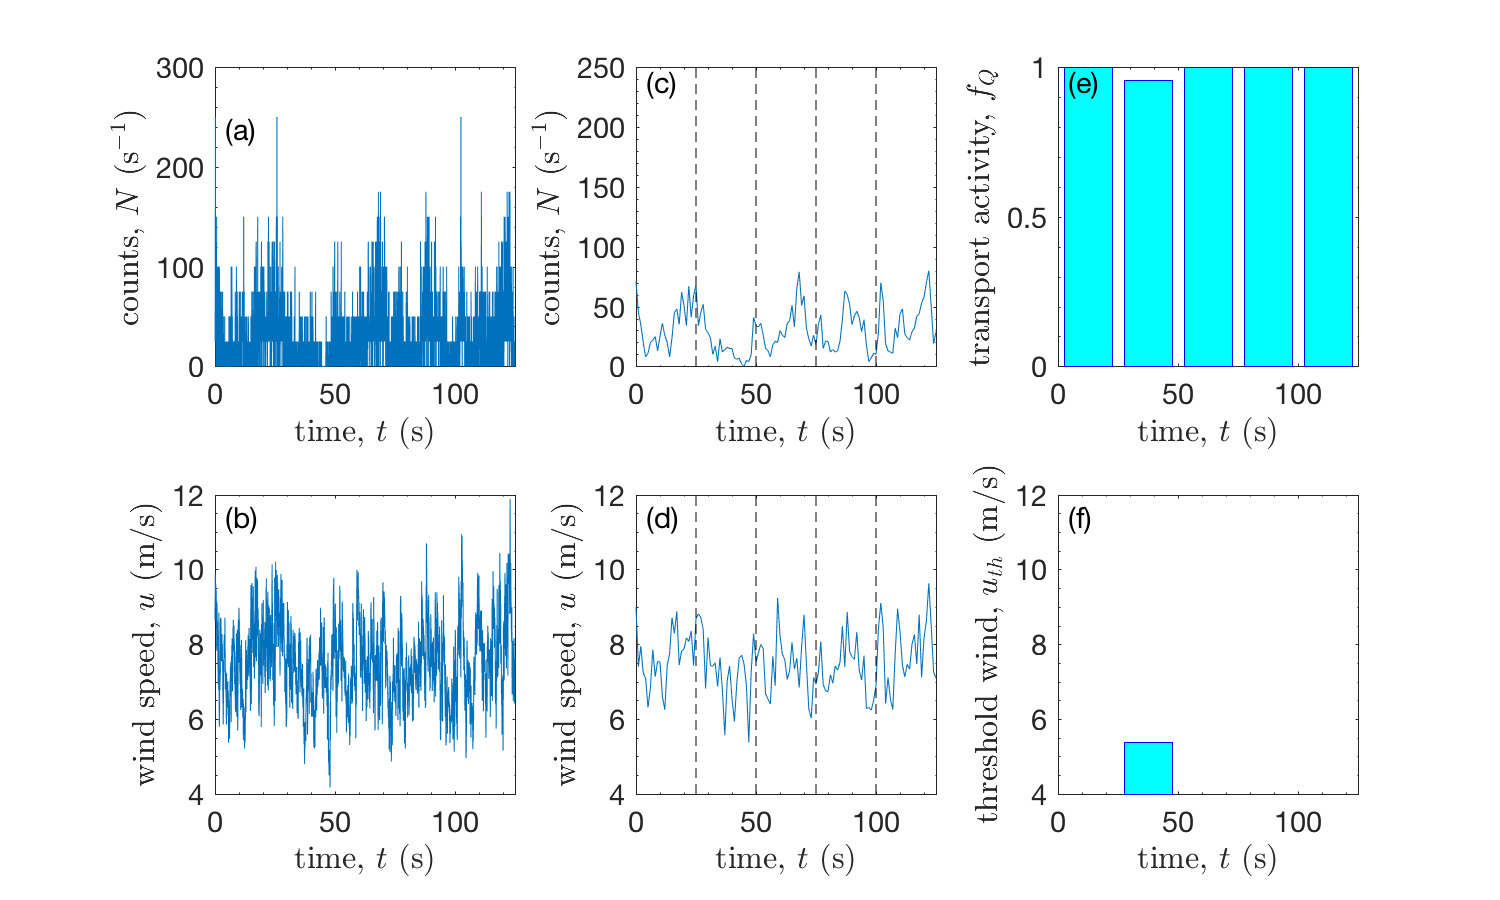 300
200
100
0
counts, N (s⁻¹)
(a)
0 50 100
time, t (s)
250
200
150
100
50
0
counts, N (s⁻¹)
(c)
0 50 100
time, t (s)
1
0.5
0
transport activity, f_Q
(e)
0 50 100
time, t (s)
12
10
8
6
4
wind speed, u (m/s)
(b)
0 50 100
time, t (s)
12
10
8
6
4
wind speed, u (m/s)
(d)
0 50 100
time, t (s)
12
10
8
6
4
threshold wind, u_th (m/s)
(f)
0 50 100
time, t (s)